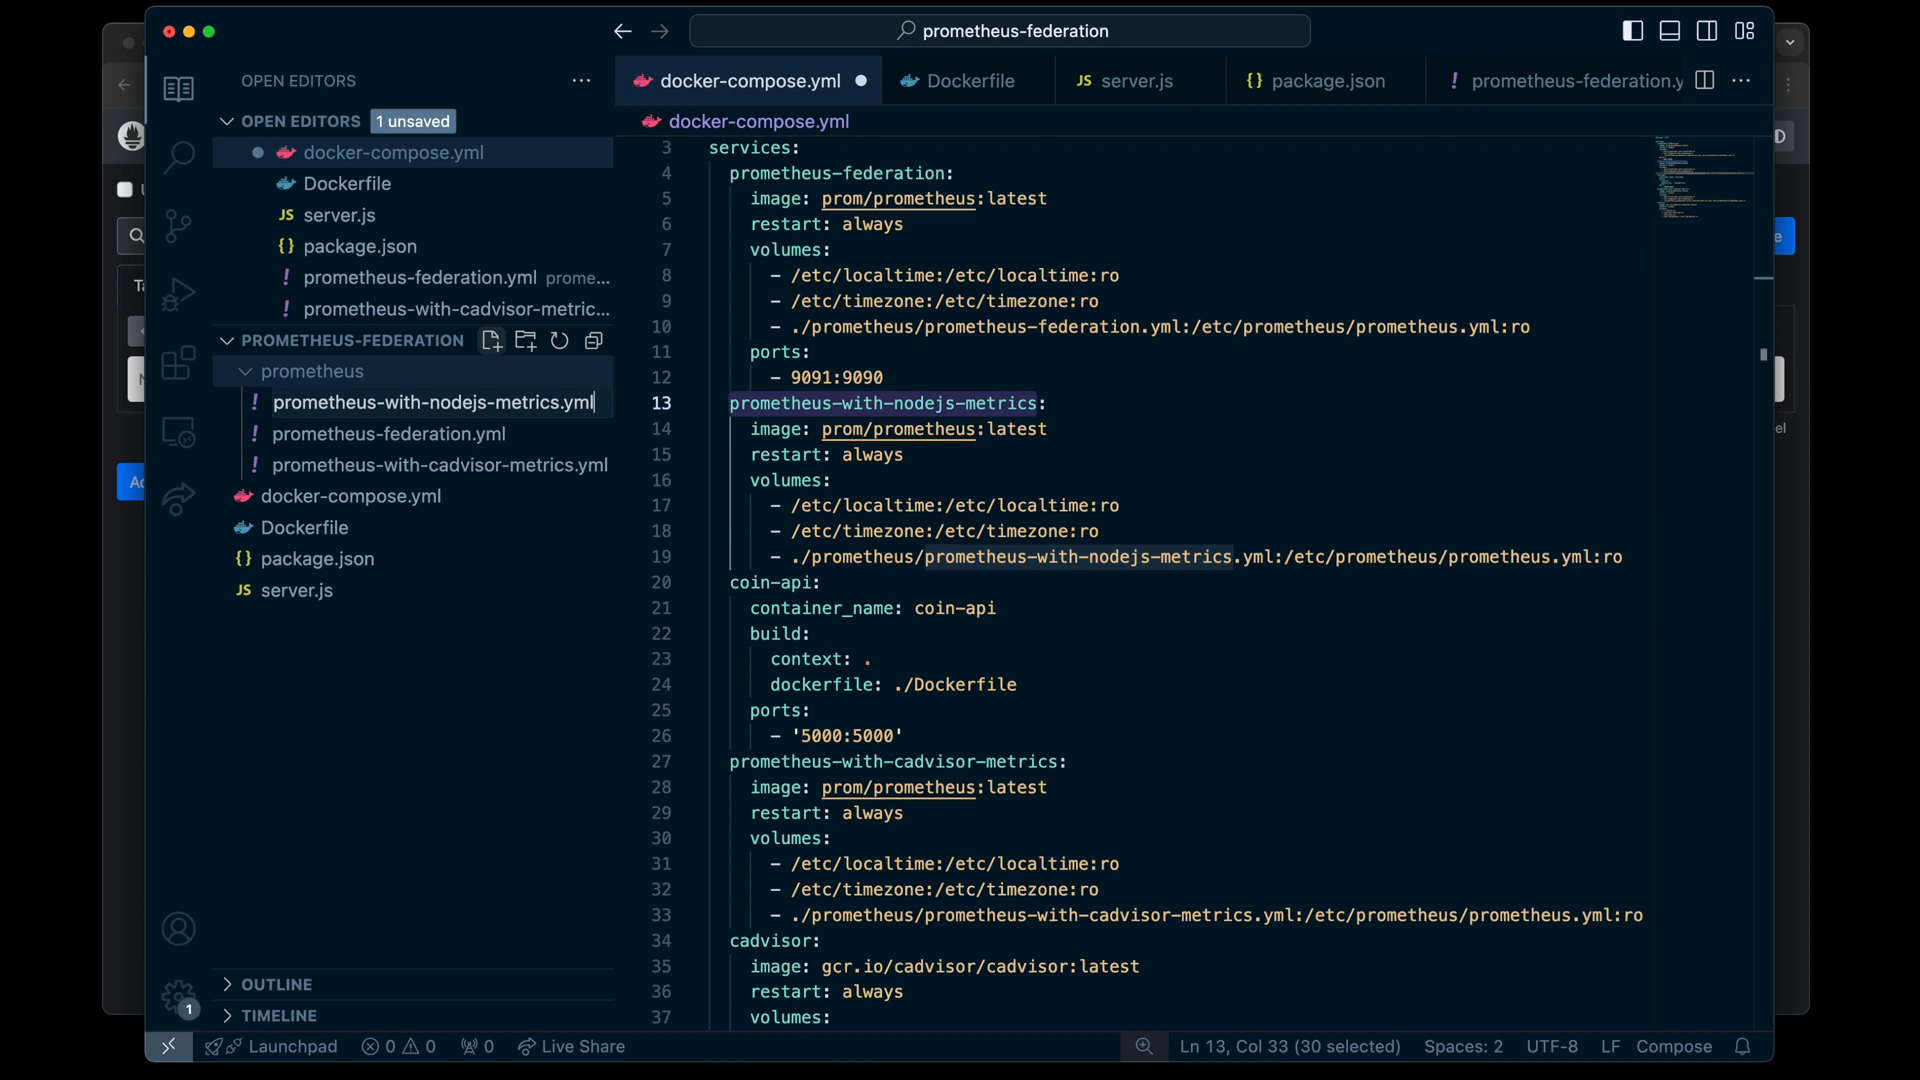 prometheus-federation
OPEN EDITORS
docker-compose.yml
Dockerfile
JS server.js
{} package.json
! prometheus-federation.y
OPEN EDITORS 1 unsaved
docker-compose.yml
docker-compose.yml
Dockerfile
JS server.js
{} package.json
! prometheus-federation.yml prome...
! prometheus-with-cadvisor-metric...
PROMETHEUS-FEDERATION
prometheus
! prometheus-with-nodejs-metrics.yml
! prometheus-federation.yml
! prometheus-with-cadvisor-metrics.yml
docker-compose.yml
Dockerfile
{} package.json
JS server.js
OUTLINE
TIMELINE
3 services:
4 prometheus-federation:
5 image: prom/prometheus:latest
6 restart: always
7 volumes:
8 - /etc/localtime:/etc/localtime:ro
9 - /etc/timezone:/etc/timezone:ro
10 - ./prometheus/prometheus-federation.yml:/etc/prometheus/prometheus.yml:ro
11 ports:
12 - 9091:9090
13 prometheus-with-nodejs-metrics:
14 image: prom/prometheus:latest
15 restart: always
16 volumes:
17 - /etc/localtime:/etc/localtime:ro
18 - /etc/timezone:/etc/timezone:ro
19 - ./prometheus/prometheus-with-nodejs-metrics.yml:/etc/prometheus/prometheus.yml:ro
20 coin-api:
21 container_name: coin-api
22 build:
23 context: .
24 dockerfile: ./Dockerfile
25 ports:
26 - '5000:5000'
27 prometheus-with-cadvisor-metrics:
28 image: prom/prometheus:latest
29 restart: always
30 volumes:
31 - /etc/localtime:/etc/localtime:ro
32 - /etc/timezone:/etc/timezone:ro
33 - ./prometheus/prometheus-with-cadvisor-metrics.yml:/etc/prometheus/prometheus.yml:ro
34 cadvisor:
35 image: gcr.io/cadvisor/cadvisor:latest
36 restart: always
37 volumes:
1
Launchpad 0 0 0 Live Share
Ln 13, Col 33 (30 selected) Spaces: 2 UTF-8 LF Compose